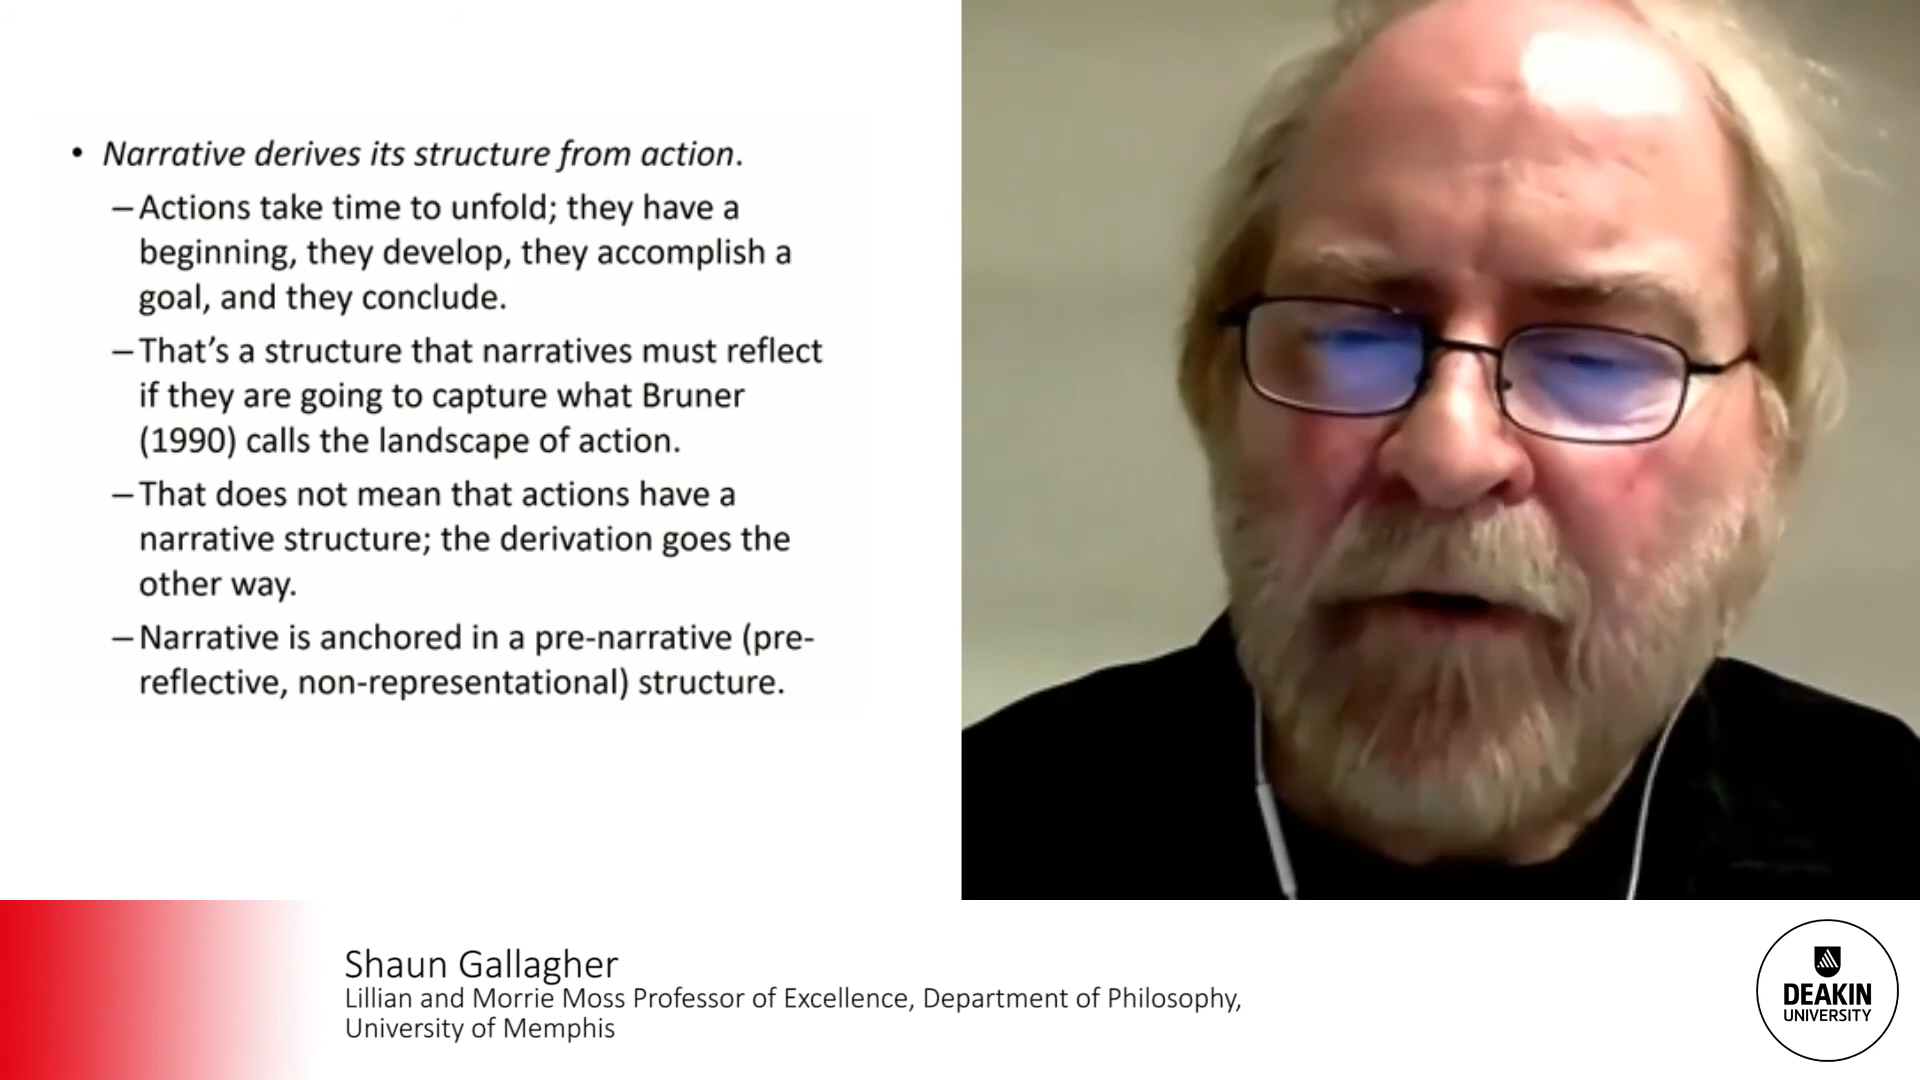 • Narrative derives its structure from action.
– Actions take time to unfold; they have a
beginning, they develop, they accomplish a
goal, and they conclude.
– That’s a structure that narratives must reflect
if they are going to capture what Bruner
(1990) calls the landscape of action.
– That does not mean that actions have a
narrative structure; the derivation goes the
other way.
– Narrative is anchored in a pre-narrative (pre-
reflective, non-representational) structure.
Shaun Gallagher
Lillian and Morrie Moss Professor of Excellence, Department of Philosophy,
University of Memphis
DEAKIN
UNIVERSITY